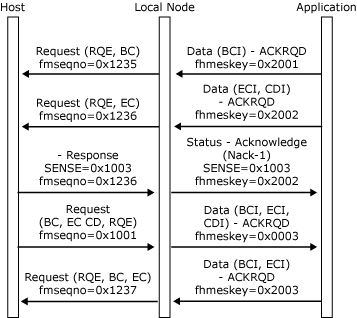 Host
Local Node
Application
Request (RQE, BC)
fmseqno=0x1235
Data (BCI) - ACKRQD
fhmeskey=0x2001
Request (RQE, EC)
fmseqno=0x1236
Data (ECI, CDI)
- ACKRQD
fhmeskey=0x2002
- Response
SENSE=0x1003
fmseqno=0x1236
Status - Acknowledge
(Nack-1)
SENSE=0x1003
fhmeskey=0x2002
Request
(BC, EC CD, RQE)
fmseqno=0x1001
Data (BCI, ECI,
CDI) - ACKRQD
fhmeskey=0x0003
Request (RQE, BC, EC)
fmseqno=0x1237
Data (BCI, ECI)
- ACKRQD
fhmeskey=0x2003